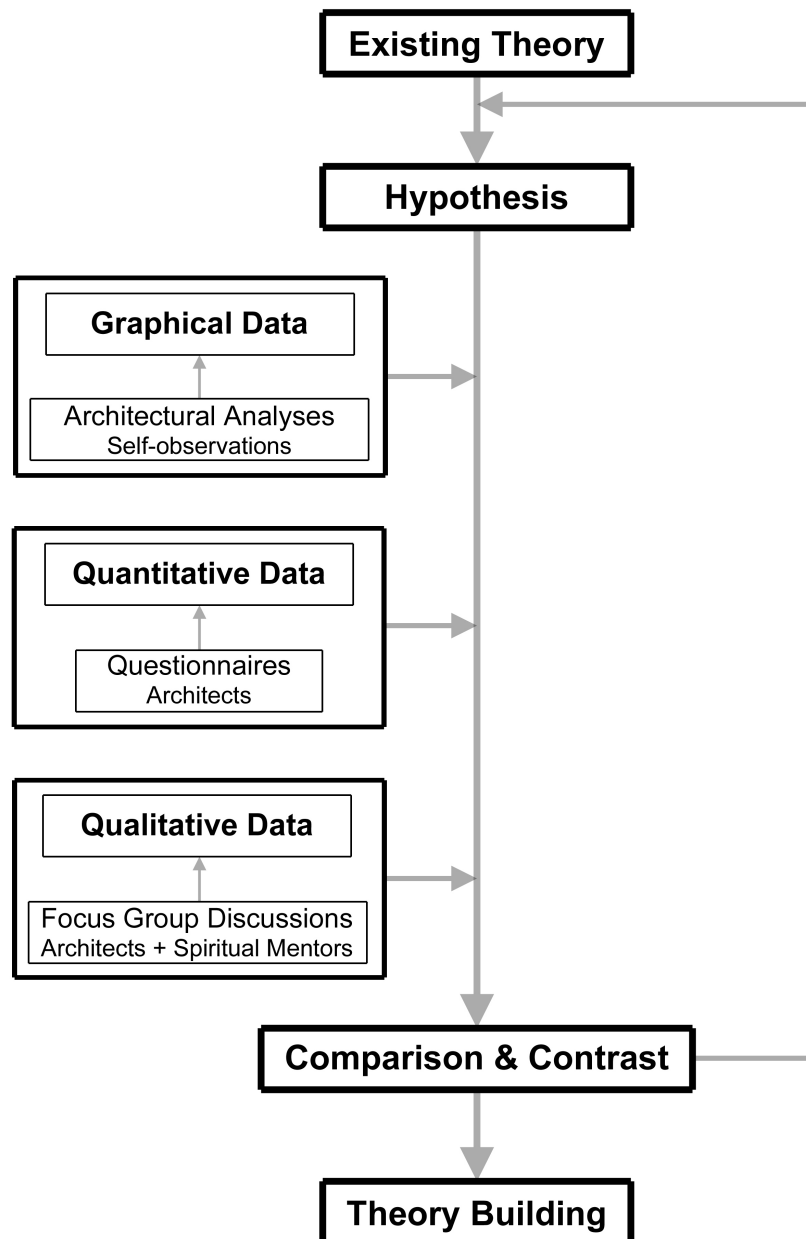 Existing Theory
Hypothesis
Graphical Data
Architectural Analyses
Self-observations
Quantitative Data
Questionnaires
Architects
Qualitative Data
Focus Group Discussions
Architects + Spiritual Mentors
Comparison & Contrast
Theory Building